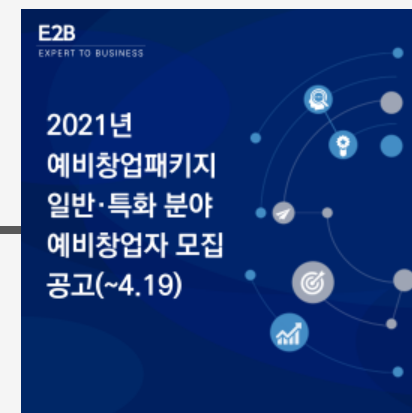 E2B
EXPERT TO BUSINESS
2021년
예비창업패키지
일반·특화 분야
예비창업자 모집
공고(~4.19)